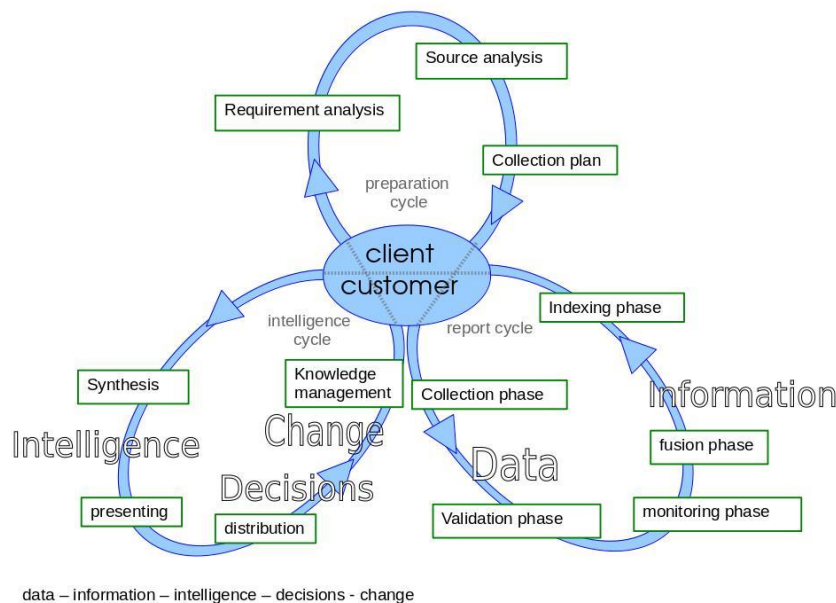 Source analysis
Requirement analysis
Collection plan
preparation
cycle
client
customer
Indexing phase
intelligence
cycle
report cycle
Knowledge
management
Synthesis
Collection phase
Information
Change
Intelligence
fusion phase
Data
Decisions
presenting
distribution
Validation phase
monitoring phase
data – information – intelligence – decisions - change